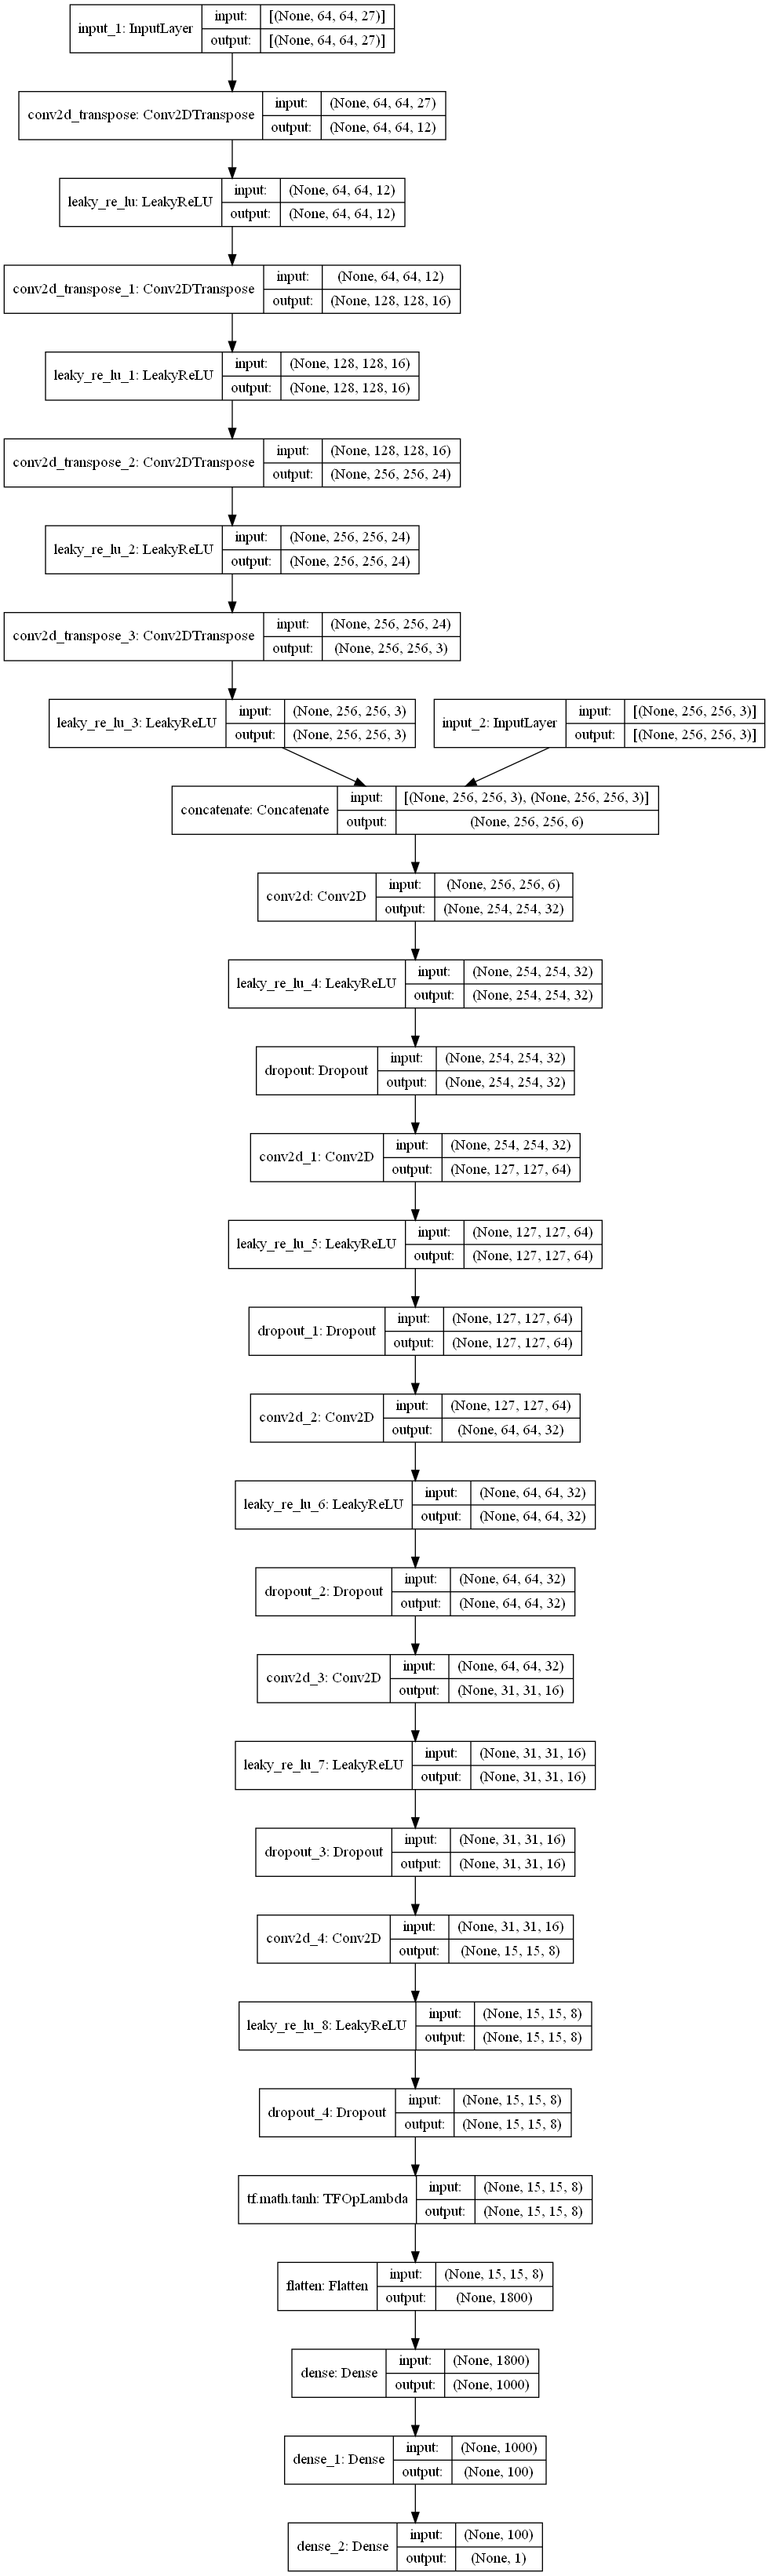 input_1: InputLayer
input: [(None, 64, 64, 27)]
output: [(None, 64, 64, 27)]
conv2d_transpose: Conv2DTranspose
input: (None, 64, 64, 27)
output: (None, 64, 64, 12)
leaky_re_lu: LeakyReLU
input: (None, 64, 64, 12)
output: (None, 64, 64, 12)
conv2d_transpose_1: Conv2DTranspose
input: (None, 64, 64, 12)
output: (None, 128, 128, 16)
leaky_re_lu_1: LeakyReLU
input: (None, 128, 128, 16)
output: (None, 128, 128, 16)
conv2d_transpose_2: Conv2DTranspose
input: (None, 128, 128, 16)
output: (None, 256, 256, 24)
leaky_re_lu_2: LeakyReLU
input: (None, 256, 256, 24)
output: (None, 256, 256, 24)
conv2d_transpose_3: Conv2DTranspose
input: (None, 256, 256, 24)
output: (None, 256, 256, 3)
leaky_re_lu_3: LeakyReLU
input: (None, 256, 256, 3)
output: (None, 256, 256, 3)
input_2: InputLayer
input: [(None, 256, 256, 3)]
output: [(None, 256, 256, 3)]
concatenate: Concatenate
input: [(None, 256, 256, 3), (None, 256, 256, 3)]
output: (None, 256, 256, 6)
conv2d: Conv2D
input: (None, 256, 256, 6)
output: (None, 254, 254, 32)
leaky_re_lu_4: LeakyReLU
input: (None, 254, 254, 32)
output: (None, 254, 254, 32)
dropout: Dropout
input: (None, 254, 254, 32)
output: (None, 254, 254, 32)
conv2d_1: Conv2D
input: (None, 254, 254, 32)
output: (None, 127, 127, 64)
leaky_re_lu_5: LeakyReLU
input: (None, 127, 127, 64)
output: (None, 127, 127, 64)
dropout_1: Dropout
input: (None, 127, 127, 64)
output: (None, 127, 127, 64)
conv2d_2: Conv2D
input: (None, 127, 127, 64)
output: (None, 64, 64, 32)
leaky_re_lu_6: LeakyReLU
input: (None, 64, 64, 32)
output: (None, 64, 64, 32)
dropout_2: Dropout
input: (None, 64, 64, 32)
output: (None, 64, 64, 32)
conv2d_3: Conv2D
input: (None, 64, 64, 32)
output: (None, 31, 31, 16)
leaky_re_lu_7: LeakyReLU
input: (None, 31, 31, 16)
output: (None, 31, 31, 16)
dropout_3: Dropout
input: (None, 31, 31, 16)
output: (None, 31, 31, 16)
conv2d_4: Conv2D
input: (None, 31, 31, 16)
output: (None, 15, 15, 8)
leaky_re_lu_8: LeakyReLU
input: (None, 15, 15, 8)
output: (None, 15, 15, 8)
dropout_4: Dropout
input: (None, 15, 15, 8)
output: (None, 15, 15, 8)
tf.math.tanh: TFOpLambda
input: (None, 15, 15, 8)
output: (None, 15, 15, 8)
flatten: Flatten
input: (None, 15, 15, 8)
output: (None, 1800)
dense: Dense
input: (None, 1800)
output: (None, 1000)
dense_1: Dense
input: (None, 1000)
output: (None, 100)
dense_2: Dense
input: (None, 100)
output: (None, 1)